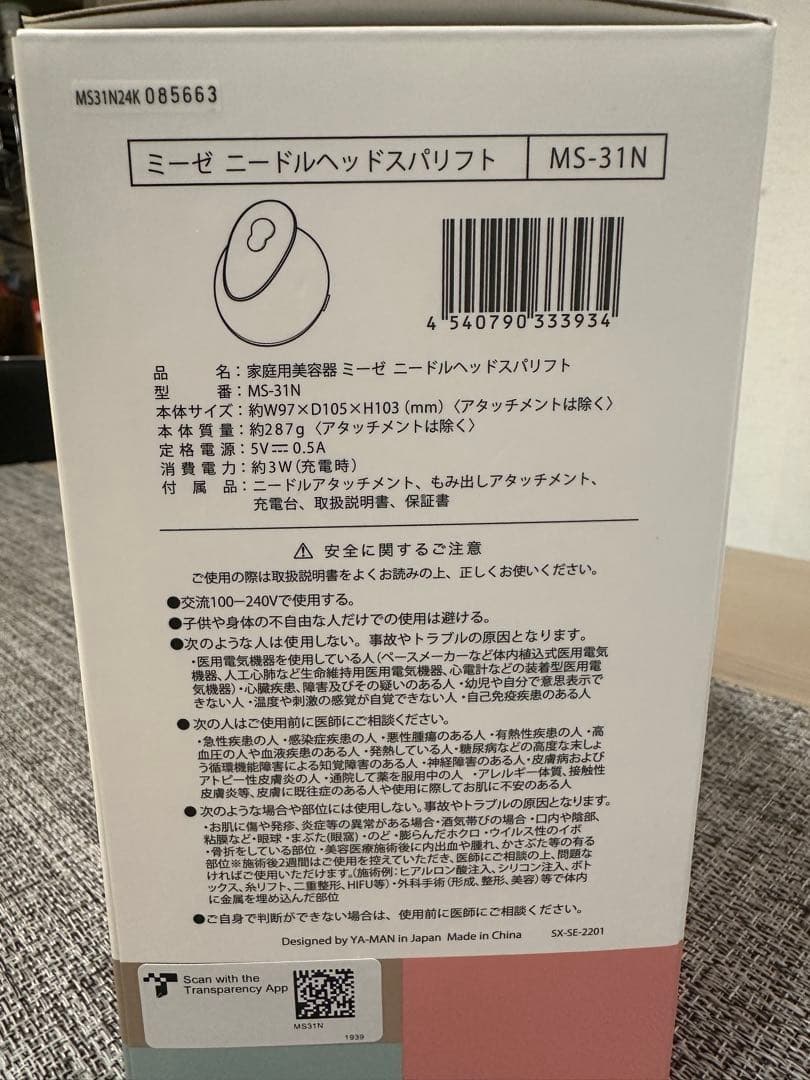 MS31N24K 085663
ミーゼ ニードルヘッドスパリフト MS-31N
4 540790 333934
品名：家庭用美容器 ミーゼ ニードルヘッドスパリフト
型番：MS-31N
本体サイズ：約W97×D105×H103（mm）〈アタッチメントは除く〉
本体質量：約287g〈アタッチメントは除く〉
定格電源：5V⎓0.5A
消費電力：約3W（充電時）
付属品：ニードルアタッチメント、もみ出しアタッチメント、
充電台、取扱説明書、保証書
⚠ 安全に関するご注意
ご使用の際は取扱説明書をよくお読みの上、正しくお使いください。
●交流100－240Vで使用する。
●子供や身体の不自由な人だけでの使用は避ける。
●次のような人は使用しない。事故やトラブルの原因となります。
・医用電気機器を使用している人（ペースメーカーなど体内植込式医用電気
機器、人工心肺など生命維持用医用電気機器、心電計などの装着型医用電
気機器）・心臓疾患、障害及びその疑いのある人・幼児や自分で意思表示で
きない人・温度や刺激の感覚が自覚できない人・自己免疫疾患のある人
●次の人はご使用前に医師にご相談ください。
・急性疾患の人・感染症疾患の人・悪性腫瘍のある人・有熱性疾患の人・高
血圧の人や血液疾患のある人・発熱している人・糖尿病などの高度な末しょ
う循環機能障害による知覚障害のある人・神経障害のある人・皮膚病および
アトピー性皮膚炎の人・通院して薬を服用中の人 ・アレルギー体質、接触性
皮膚炎等、皮膚に既往症のある人や使用に際してお肌に不安のある人
●次のような場合や部位には使用しない。事故やトラブルの原因となります。
・お肌に傷や発疹、炎症等の異常がある場合・酒気帯びの場合・口内や陰部、
粘膜など・眼球・まぶた（眼窩）・のど・膨らんだホクロ・ウイルス性のイボ
・骨折をしている部位・美容医療施術後に内出血や腫れ、かさぶた等の有る
部位※施術後2週間はご使用を控えていただき、医師にご相談の上、問題な
ければご使用いただけます。（施術例：ヒアルロン酸注入、シリコン注入、ボト
ックス、糸リフト、二重整形、HIFU等）・外科手術（形成、整形、美容）等で体内
に金属を埋め込んだ部位
●ご自身で判断ができない場合は、使用前に医師にご相談ください。
Designed by YA-MAN in Japan Made in China SX-SE-2201
Scan with the
Transparency App
MS31N
1939